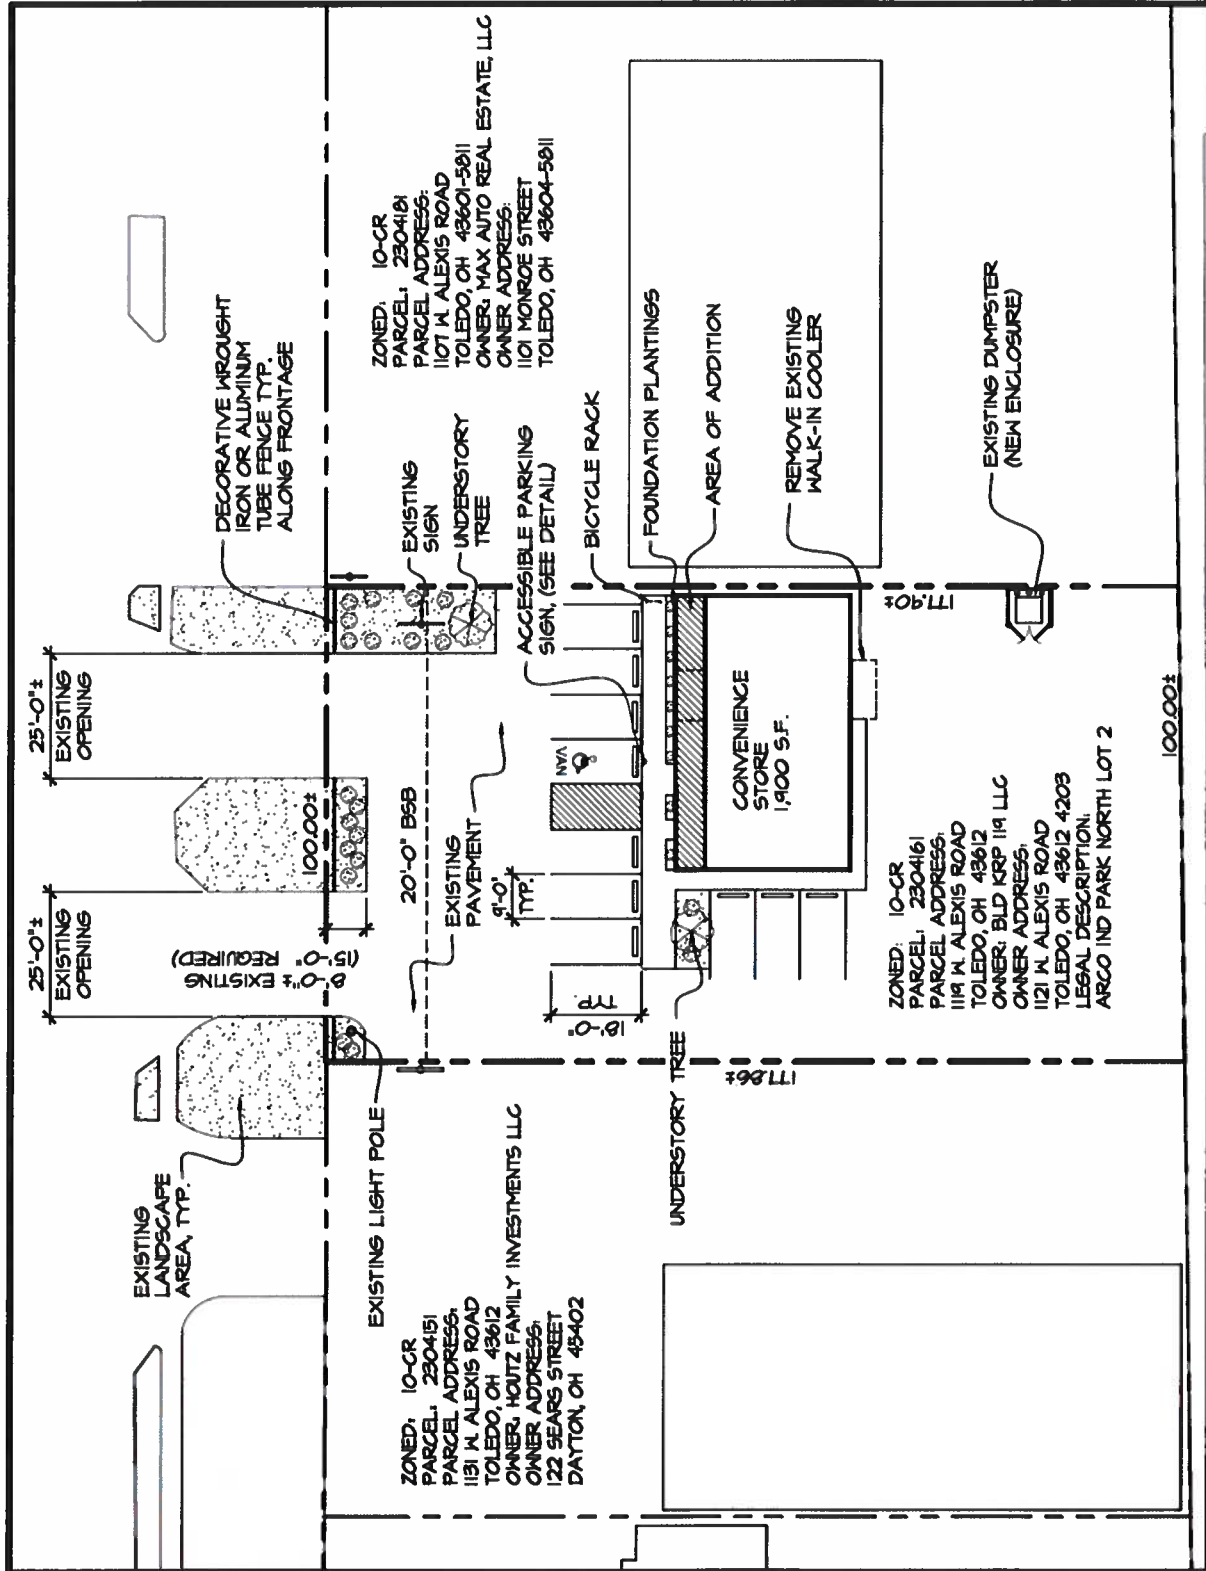 25'-0"±
EXISTING
OPENING
25'-0"±
EXISTING
OPENING
DECORATIVE WROUGHT
IRON OR ALUMINUM
TUBE FENCE TYP.
ALONG FRONTAGE
EXISTING
LANDSCAPE
AREA, TYP.
100.00±
8'-0"± EXISTING
(15'-0" REQUIRED)
20'-0" BSB
EXISTING LIGHT POLE
EXISTING
PAVEMENT
EXISTING
SIGN
UNDERSTORY
TREE
ACCESSIBLE PARKING
SIGN, (SEE DETAIL)
BICYCLE RACK
ZONED: 10-CR
PARCEL: 2304181
PARCEL ADDRESS:
1107 W. ALEXIS ROAD
TOLEDO, OH 43601-5811
OWNER: MAX AUTO REAL ESTATE, LLC
OWNER ADDRESS:
1101 MONROE STREET
TOLEDO, OH 43604-5811
ZONED: 10-CR
PARCEL: 2304151
PARCEL ADDRESS:
1131 W. ALEXIS ROAD
TOLEDO, OH 43612
OWNER: HOUTZ FAMILY INVESTMENTS LLC
OWNER ADDRESS:
122 SEARS STREET
DAYTON, OH 45402
9'-0"
TYP.
18'-0"
TYP
VAN
FOUNDATION PLANTINGS
AREA OF ADDITION
REMOVE EXISTING
WALK-IN COOLER
UNDERSTORY TREE
CONVENIENCE
STORE
1,900 S.F.
177.86±
177.90±
ZONED: 10-CR
PARCEL: 2304161
PARCEL ADDRESS:
1119 W. ALEXIS ROAD
TOLEDO, OH 43612
OWNER: BLD KRP 1119 LLC
OWNER ADDRESS:
1121 W. ALEXIS ROAD
TOLEDO, OH 43612 4203
LEGAL DESCRIPTION:
ARCO IND PARK NORTH LOT 2
EXISTING DUMPSTER
(NEW ENCLOSURE)
100.00±